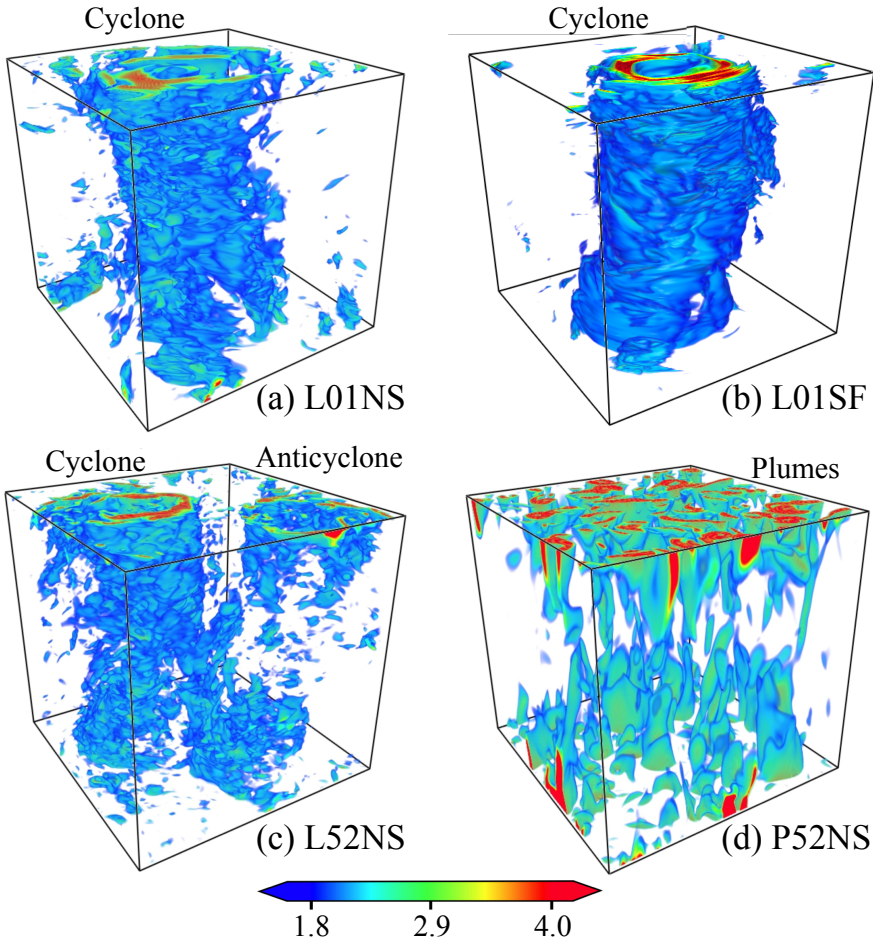 Cyclone
Cyclone
(a) L01NS
(b) L01SF
Cyclone
Anticyclone
Plumes
(c) L52NS
(d) P52NS
1.8
2.9
4.0